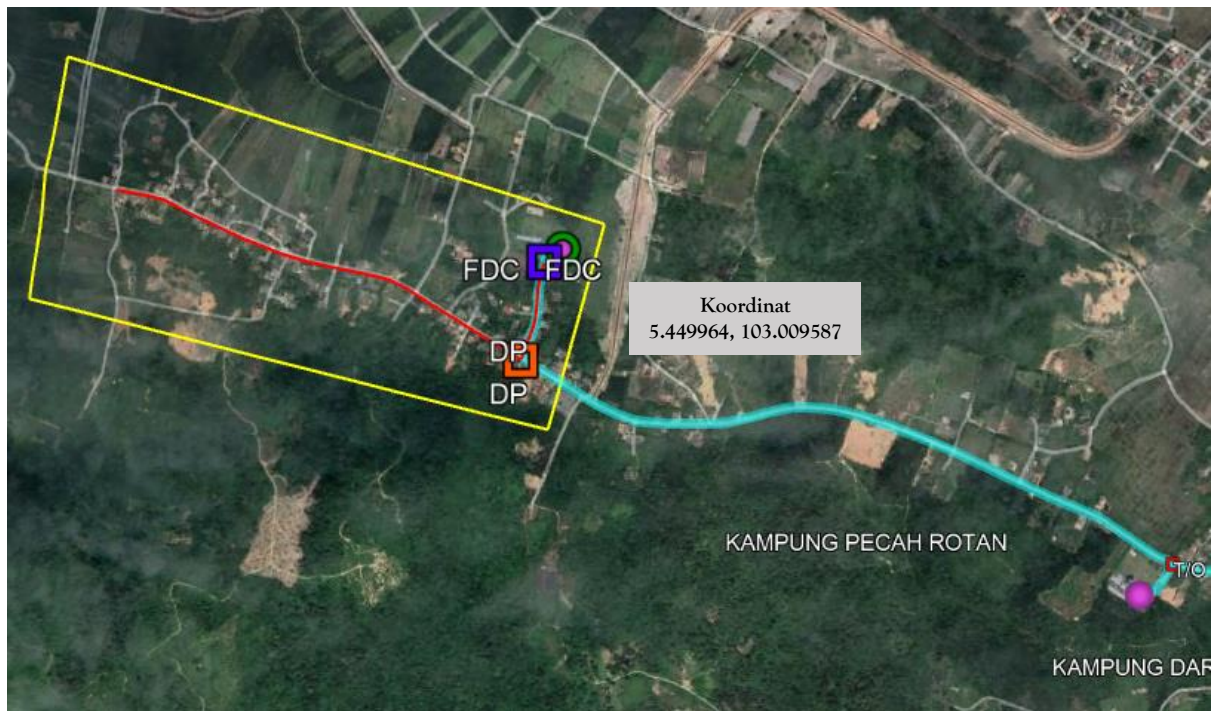 FDC
FDC
Koordinat
5.449964, 103.009587
DP
DP
KAMPUNG PECAH ROTAN
T/O
KAMPUNG DAR